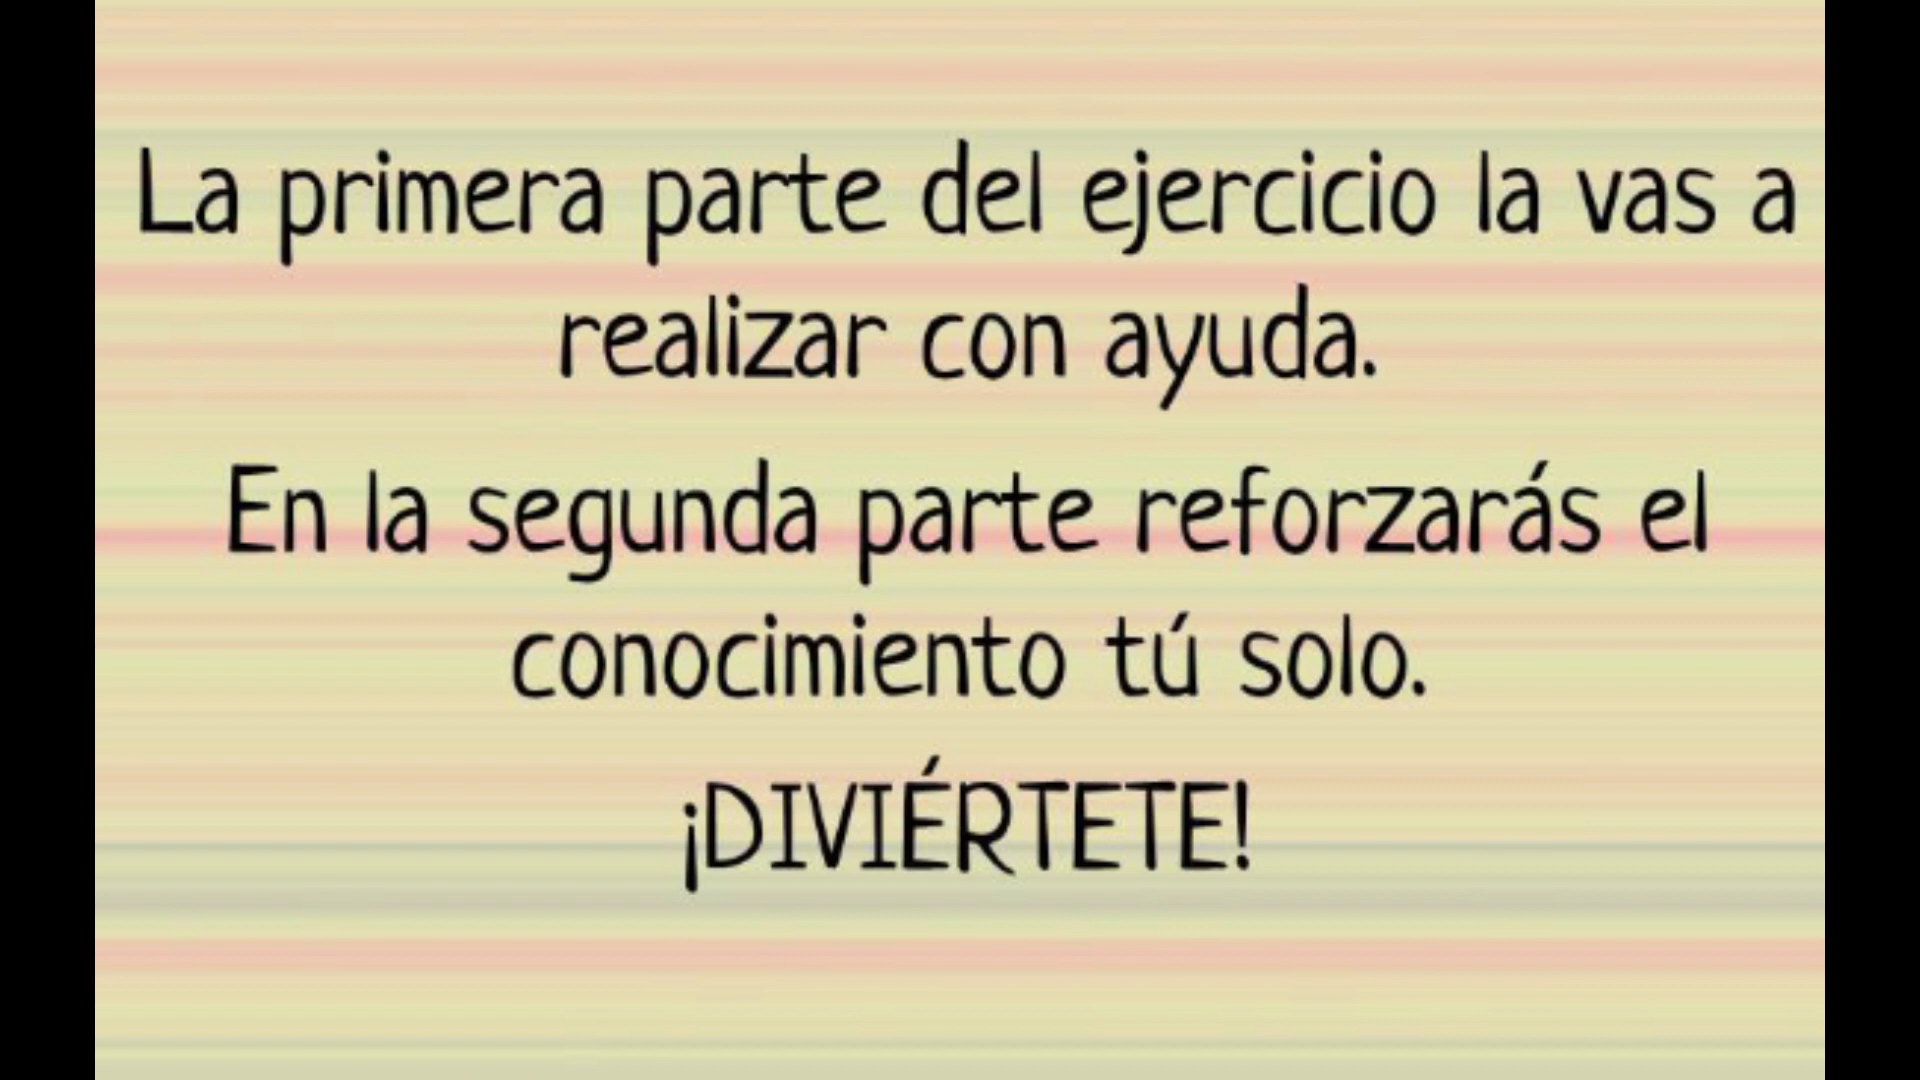 La primera parte del ejercicio la vas a
realizar con ayuda.
En la segunda parte reforzarás el
conocimiento tú solo.
¡DIVIÉRTETE!